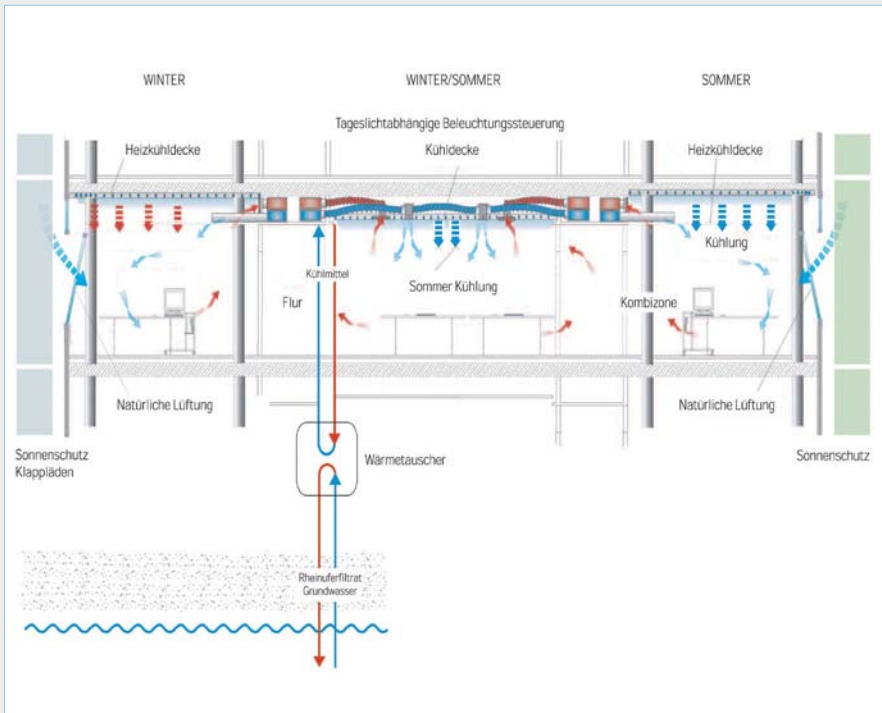 WINTER
WINTER/SOMMER
SOMMER
Tageslichtabhängige Beleuchtungssteuerung
Heizkühldecke
Kühldecke
Heizkühldecke
Kühlung
Kühlmittel
Sommer Kühlung
Flur
Kombizone
Natürliche Lüftung
Natürliche Lüftung
Sonnenschutz
Klappläden
Wärmetauscher
Sonnenschutz
Rheinuferfiltrat
Grundwasser